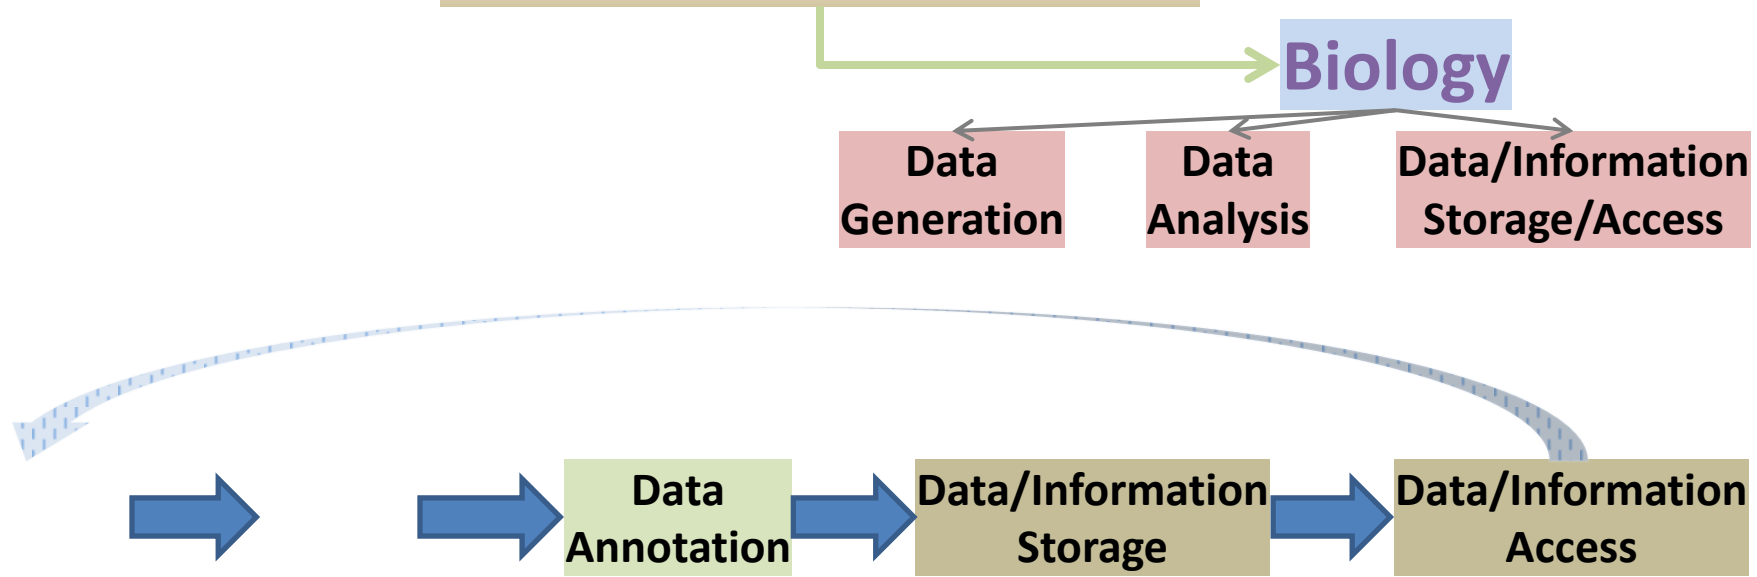 Biology
Data
Generation
Data
Analysis
Data/Information
Storage/Access
Data
Annotation
Data/Information
Storage
Data/Information
Access